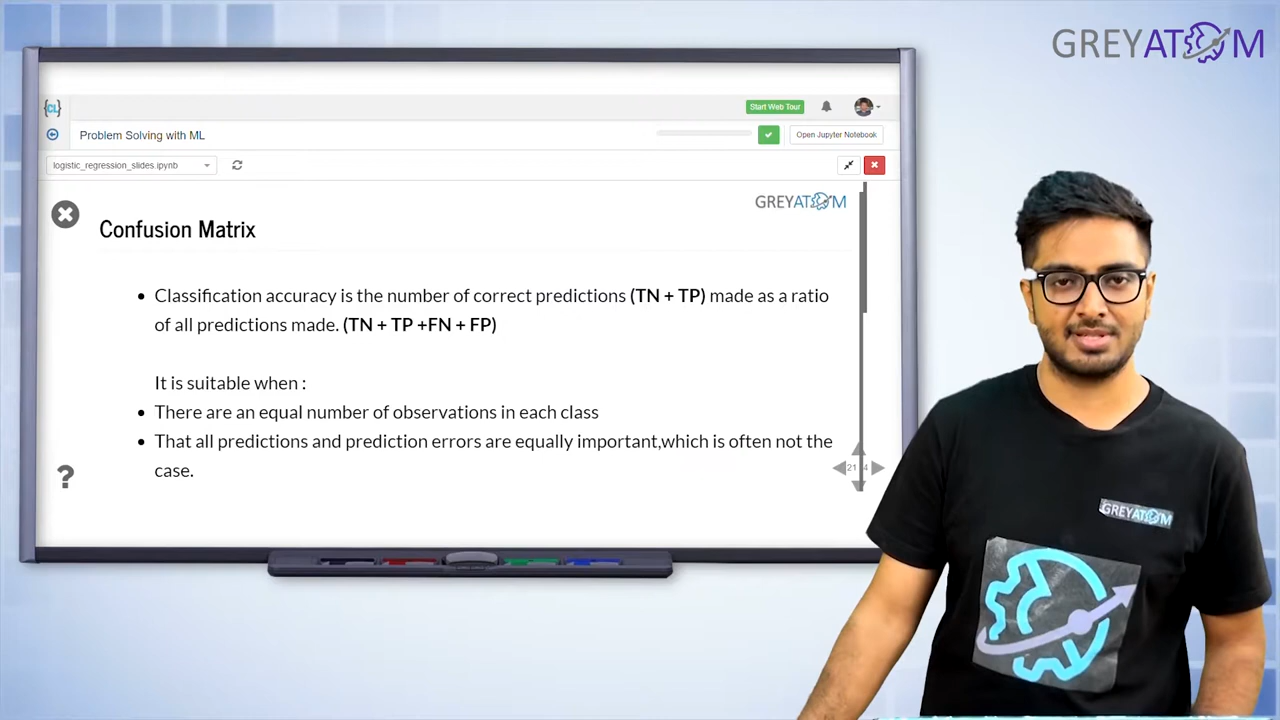 GREYATOM
{CL}
Start Web Tour
Problem Solving with ML
Open Jupyter Notebook
logistic_regression_slides.ipynb
GREYATOM
Confusion Matrix
• Classification accuracy is the number of correct predictions (TN + TP) made as a ratio
of all predictions made. (TN + TP +FN + FP)
It is suitable when :
• There are an equal number of observations in each class
• That all predictions and prediction errors are equally important,which is often not the
case.
?
GREYATOM